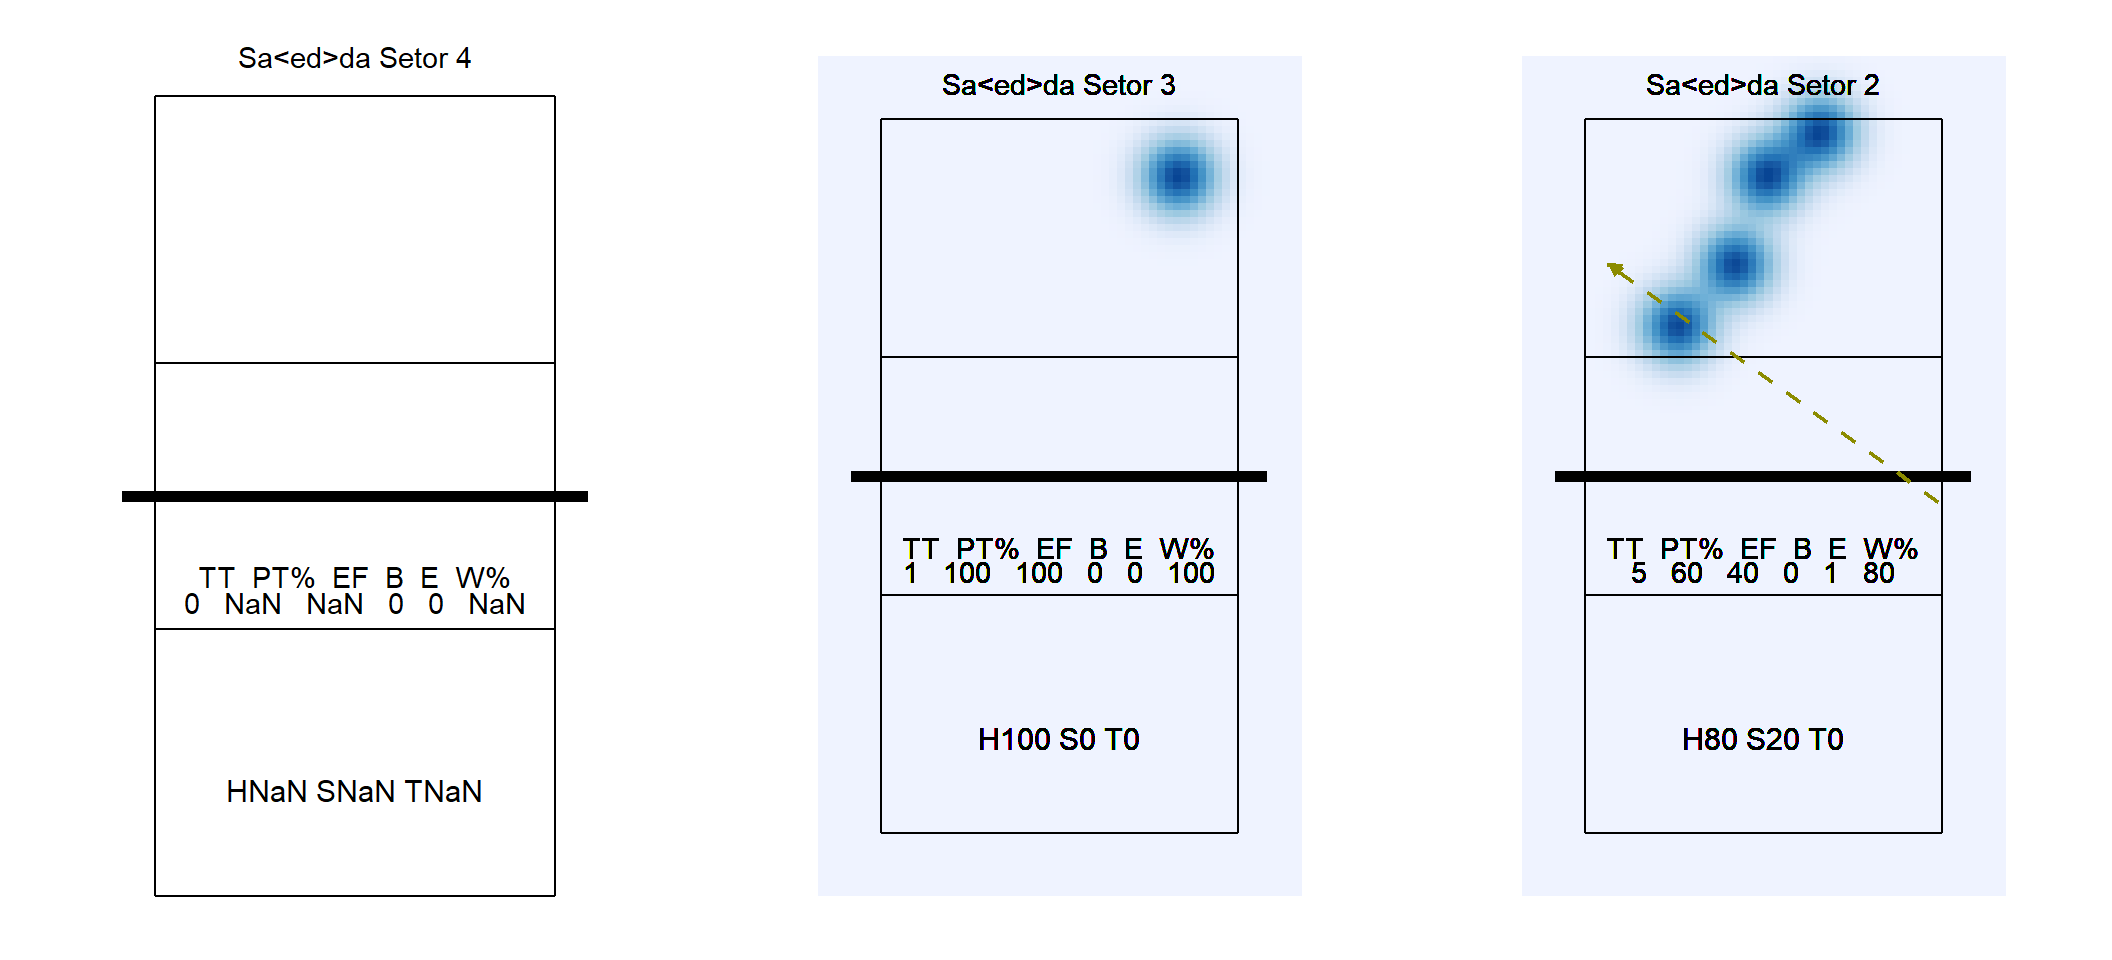 Sa<ed>da Setor 4
TT PT% EF B E W%
0 NaN NaN 0 0 NaN
HNaN SNaN TNaN
Sa<ed>da Setor 3
TT PT% EF B E W%
1 100 100 0 0 100
H100 S0 T0
Sa<ed>da Setor 2
TT PT% EF B E W%
5 60 40 0 1 80
H80 S20 T0